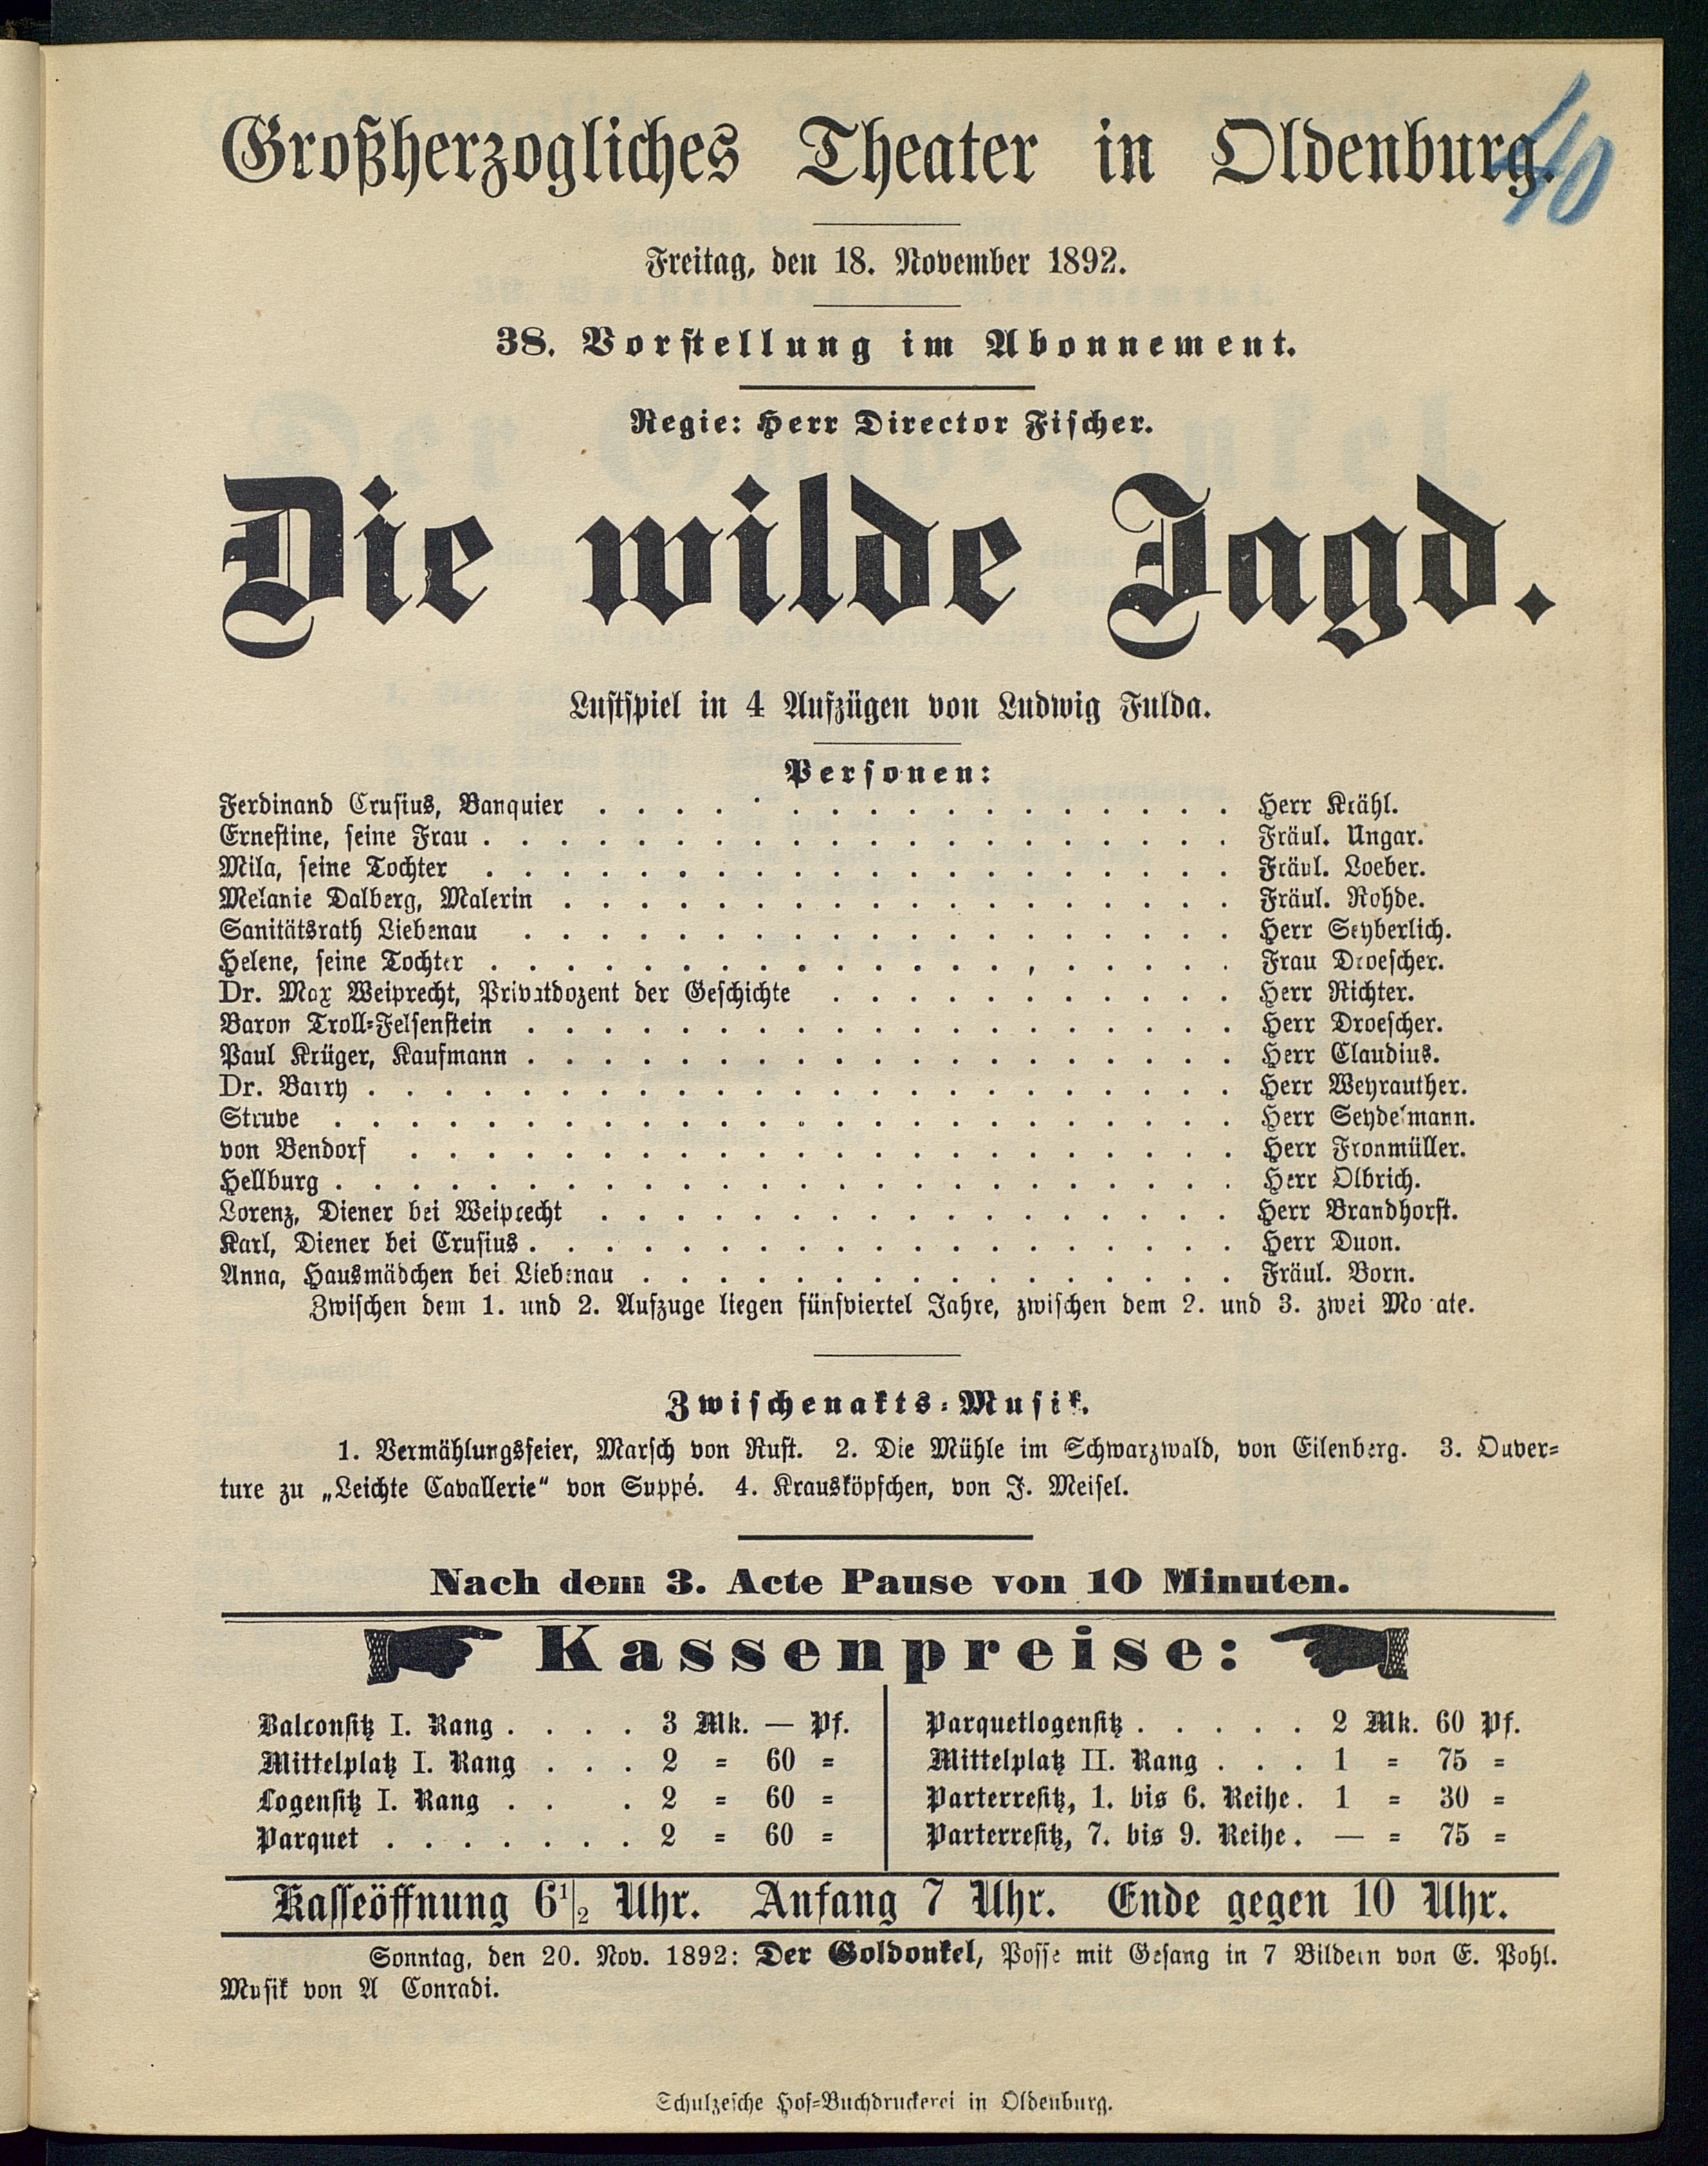 40
Großherzogliches Theater in Oldenburg.
Freitag, den 18. November 1892.
38. Vorstellung im Abonnement.
Regie: Herr Director Fischer.
Die wilde Jagd.
Lustspiel in 4 Aufzügen von Ludwig Fulda.
Personen:
Ferdinand Crusius, Banquier . . . . . . . . . . . . . . . . . Herr Krähl.
Ernestine, seine Frau . . . . . . . . . . . . . . . . . . . . Fräul. Ungar.
Mila, seine Tochter . . . . . . . . . . . . . . . . . . . . Fräul. Loeber.
Melanie Dalberg, Malerin . . . . . . . . . . . . . . . . . . Fräul. Rohde.
Sanitätsrath Liebenau . . . . . . . . . . . . . . . . . . . Herr Seyberlich.
Helene, seine Tochter . . . . . . . . . . . . . . . . . . . . Frau Droescher.
Dr. Max Weiprecht, Privatdozent der Geschichte . . . . . . . . . . . Herr Richter.
Baron Troll=Felsenstein . . . . . . . . . . . . . . . . . . . Herr Droescher.
Paul Krüger, Kaufmann . . . . . . . . . . . . . . . . . . . Herr Claudius.
Dr. Barry . . . . . . . . . . . . . . . . . . . . . . . Herr Weyrauther.
Struve . . . . . . . . . . . . . . . . . . . . . . . . Herr Seydelmann.
von Bendorf . . . . . . . . . . . . . . . . . . . . . . Herr Fronmüller.
Hellburg . . . . . . . . . . . . . . . . . . . . . . . . Herr Olbrich.
Lorenz, Diener bei Weiprecht . . . . . . . . . . . . . . . . . Herr Brandhorst.
Karl, Diener bei Crusius . . . . . . . . . . . . . . . . . . . Herr Duon.
Anna, Hausmädchen bei Liebenau . . . . . . . . . . . . . . . . Fräul. Born.
Zwischen dem 1. und 2. Aufzuge liegen fünfviertel Jahre, zwischen dem 2. und 3. zwei Mo ate.
Zwischenakts=Musik.
1. Vermählungsfeier, Marsch von Rust. 2. Die Mühle im Schwarzwald, von Eilenberg. 3. Ouver=
ture zu „Leichte Cavallerie“ von Suppé. 4. Krausköpfchen, von J. Meisel.
Nach dem 3. Acte Pause von 10 Minuten.
Kassenpreise:
Balconsitz I. Rang . . . . 3 Mk. — Pf.
Mittelplatz I. Rang . . . 2 = 60 =
Logensitz I. Rang . . . 2 = 60 =
Parquet . . . . . . . 2 = 60 =
Parquetlogensitz . . . . . 2 Mk. 60 Pf.
Mittelplatz II. Rang . . . 1 = 75 =
Parterresitz, 1. bis 6. Reihe. 1 = 30 =
Parterresitz, 7. bis 9. Reihe. — = 75 =
Kasseöffnung 6 1/2 Uhr. Anfang 7 Uhr. Ende gegen 10 Uhr.
Sonntag, den 20. Nov. 1892: Der Goldonkel, Posse mit Gesang in 7 Bildern von E. Pohl.
Musik von A Conradi.
Schulzesche Hof=Buchdruckerei in Oldenburg.